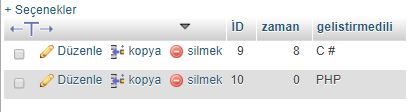 + Seçenekler
←T→ İD zaman gelistirmedili
Düzenle kopya silmek 9 8 C #
Düzenle kopya silmek 10 0 PHP